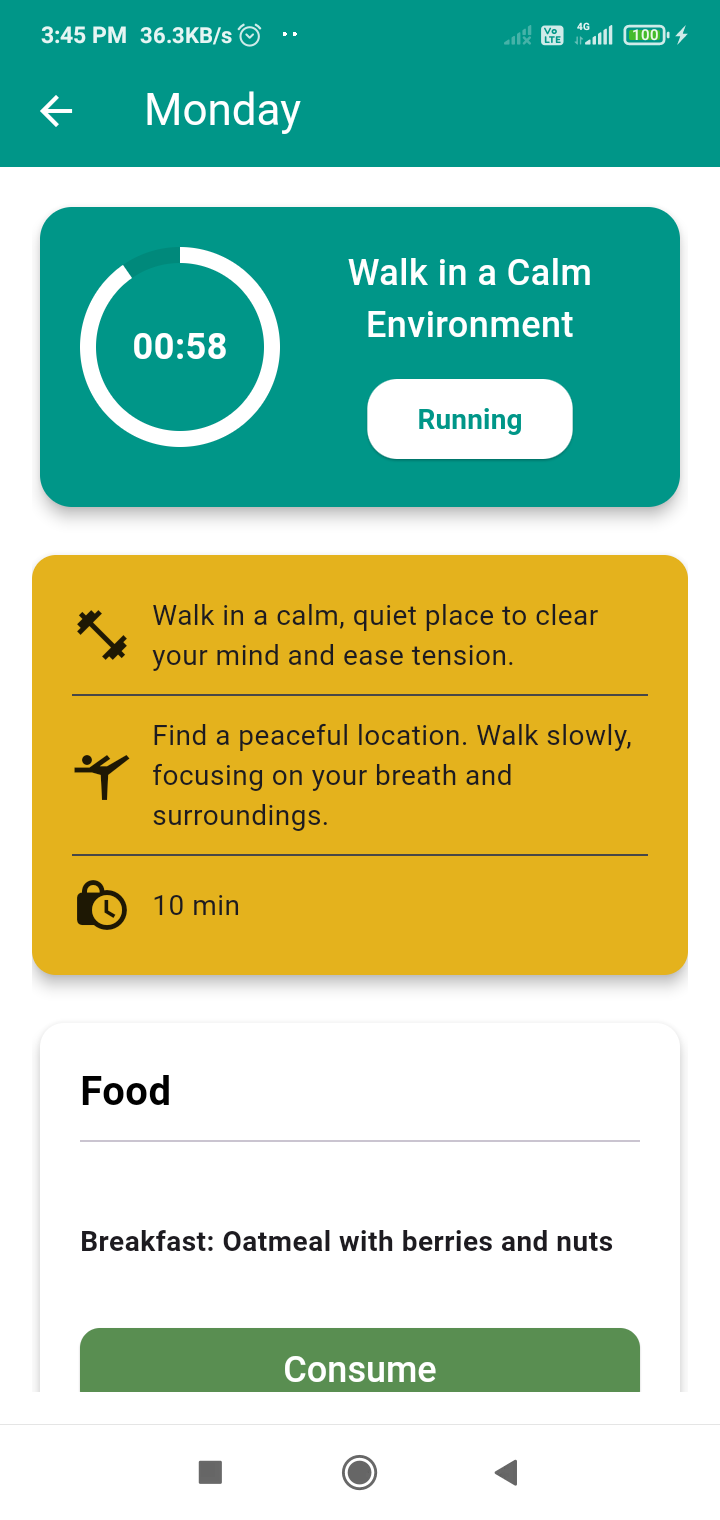 3:45 PM 36.3KB/s
Vo LTE 4G 100
Monday
00:58
Walk in a Calm
Environment
Running
Walk in a calm, quiet place to clear
your mind and ease tension.
Find a peaceful location. Walk slowly,
focusing on your breath and
surroundings.
10 min
Food
Breakfast: Oatmeal with berries and nuts
Consume